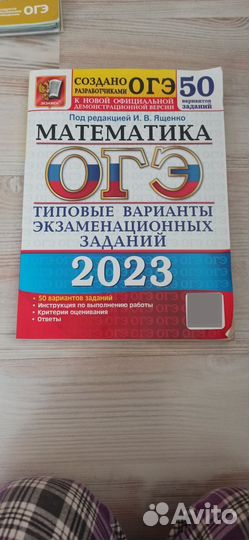 ОГЭ
ЭКЗАМЕН
СОЗДАНО
РАЗРАБОТЧИКАМИ ОГЭ
К НОВОЙ ОФИЦИАЛЬНОЙ
ДЕМОНСТРАЦИОННОЙ ВЕРСИИ
50
вариантов
заданий
Под редакцией И. В. Ященко
МАТЕМАТИКА
ОГЭ
ТИПОВЫЕ ВАРИАНТЫ
ЭКЗАМЕНАЦИОННЫХ
ЗАДАНИЙ
2023
• 50 вариантов заданий
• Инструкция по выполнению работы
• Критерии оценивания
• Ответы
Avito